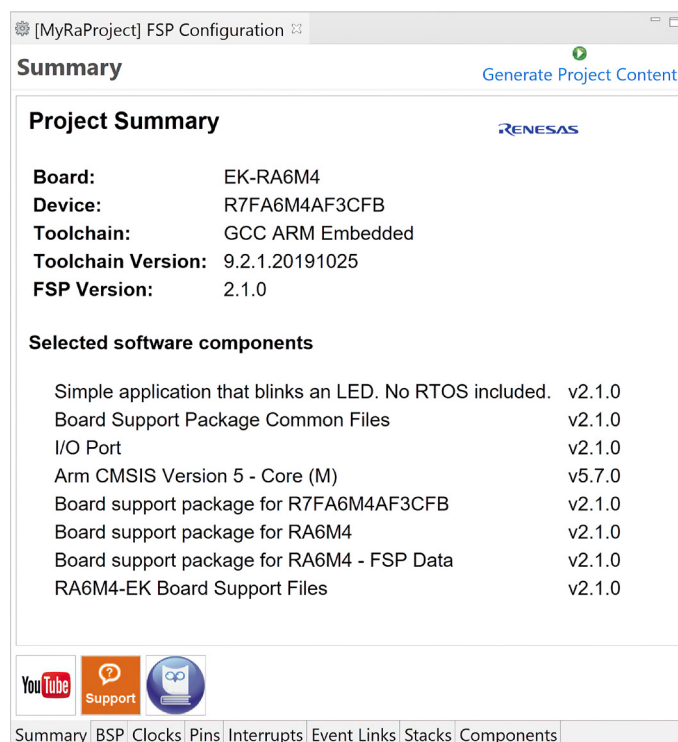 [MyRaProject] FSP Configuration
Summary
Generate Project Content
Project Summary
RENESAS
Board: EK-RA6M4
Device: R7FA6M4AF3CFB
Toolchain: GCC ARM Embedded
Toolchain Version: 9.2.1.20191025
FSP Version: 2.1.0
Selected software components
Simple application that blinks an LED. No RTOS included. v2.1.0
Board Support Package Common Files v2.1.0
I/O Port v2.1.0
Arm CMSIS Version 5 - Core (M) v5.7.0
Board support package for R7FA6M4AF3CFB v2.1.0
Board support package for RA6M4 v2.1.0
Board support package for RA6M4 - FSP Data v2.1.0
RA6M4-EK Board Support Files v2.1.0
YouTube
Support
Summary BSP Clocks Pins Interrupts Event Links Stacks Components